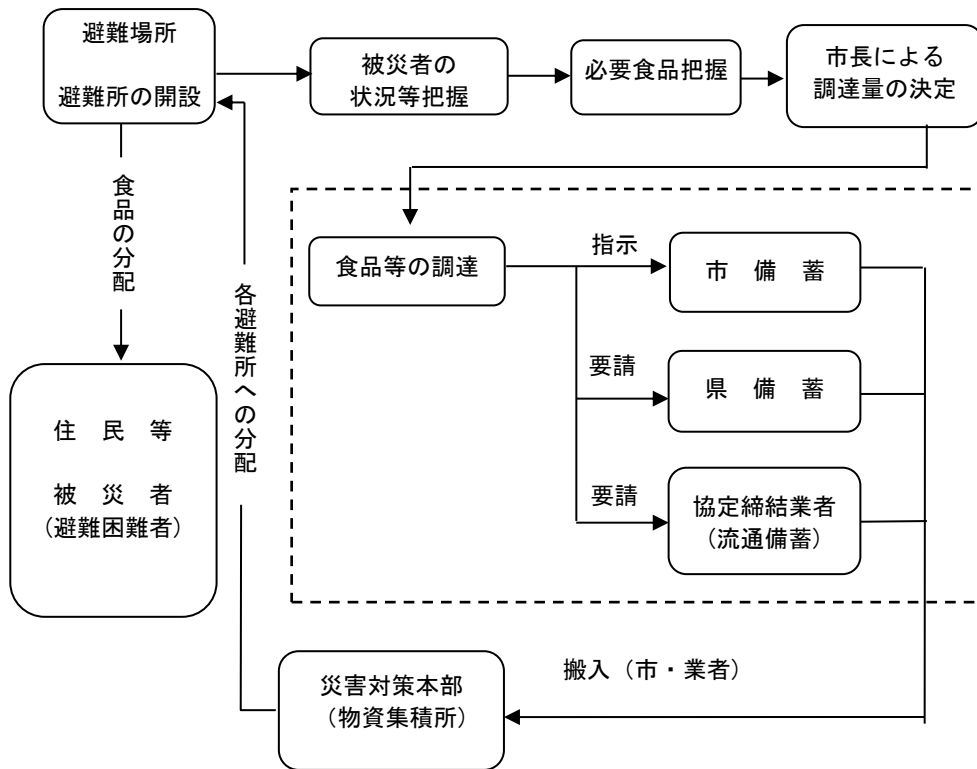 避難場所
避難所の開設
被災者の
状況等把握
必要食品把握
市長による
調達量の決定
食品の分配
各避難所への分配
食品等の調達
指示
市　備　蓄
要請
県　備　蓄
要請
協定締結業者
（流通備蓄）
住　民　等
被　災　者
（避難困難者）
災害対策本部
（物資集積所）
搬入（市・業者）